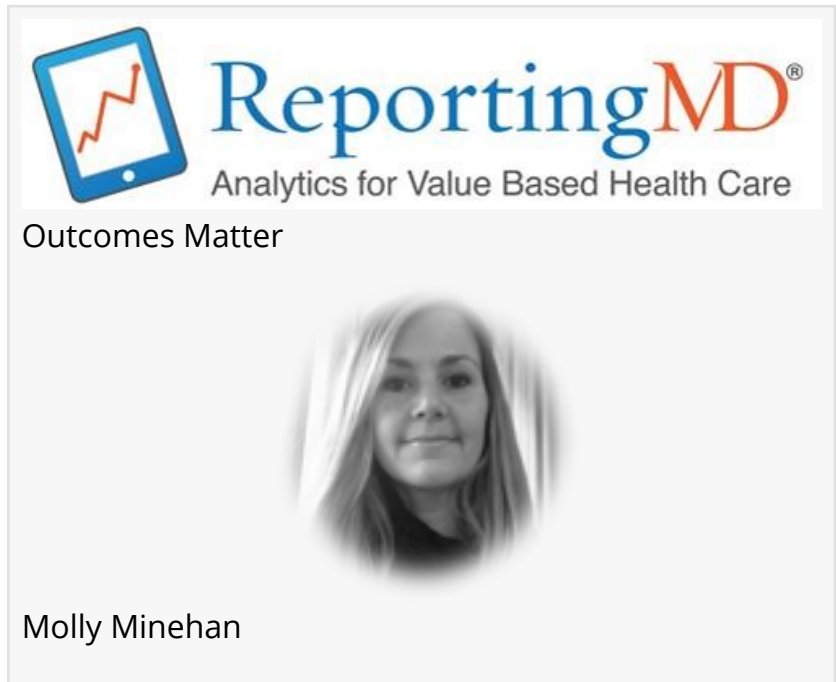 ReportingMD®
Analytics for Value Based Health Care
Outcomes Matter
Molly Minehan